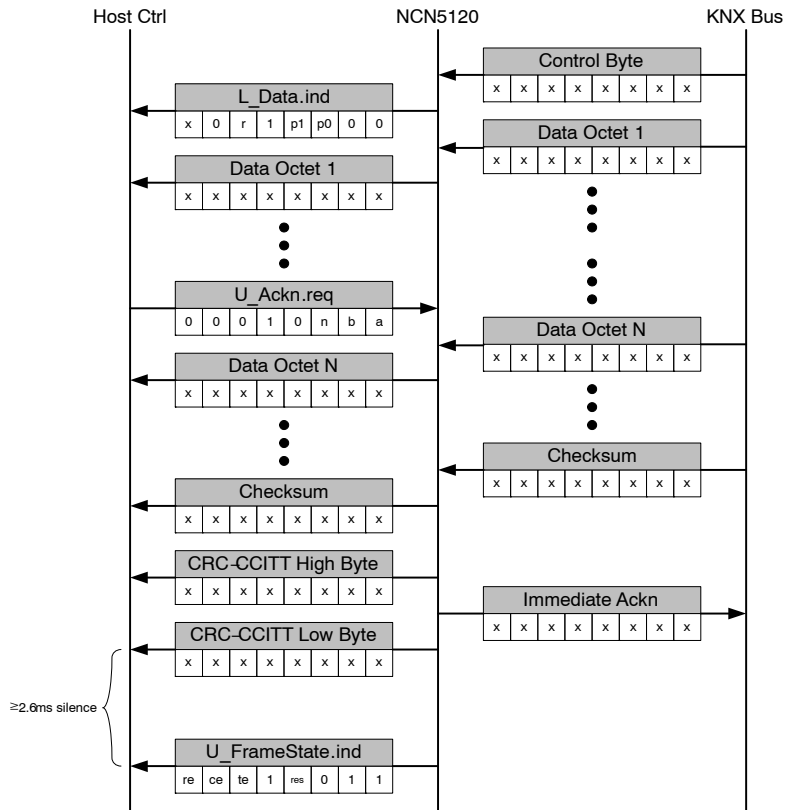 Host Ctrl NCN5120 KNX Bus
Control Byte
x x x x x x x x
L_Data.ind
x 0 r 1 p1 p0 0 0
Data Octet 1
x x x x x x x x
Data Octet 1
x x x x x x x x
U_Ackn.req
0 0 0 1 0 n b a
Data Octet N
x x x x x x x x
Data Octet N
x x x x x x x x
Checksum
x x x x x x x x
Checksum
x x x x x x x x
CRC-CCITT High Byte
x x x x x x x x
Immediate Ackn
x x x x x x x x
CRC-CCITT Low Byte
x x x x x x x x
≥2.6ms silence
U_FrameState.ind
re ce te 1 res 0 1 1